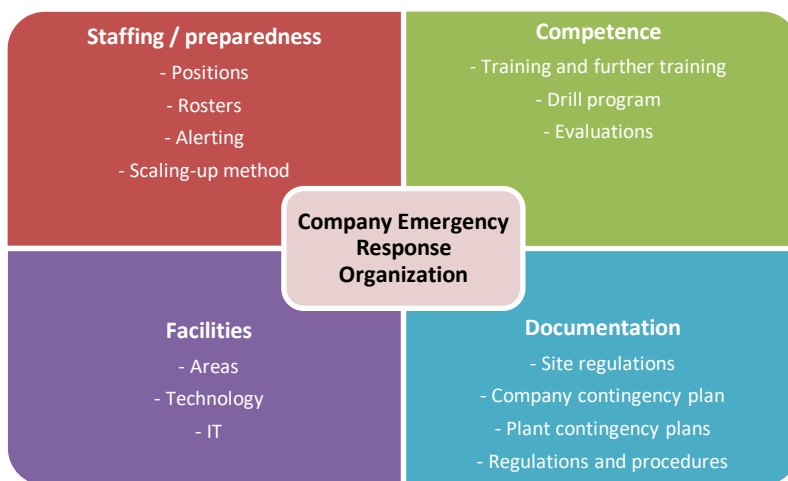 Staffing / preparedness
- Positions
- Rosters
- Alerting
- Scaling-up method
Competence
- Training and further training
- Drill program
- Evaluations
Company Emergency
Response
Organization
Facilities
- Areas
- Technology
- IT
Documentation
- Site regulations
- Company contingency plan
- Plant contingency plans
- Regulations and procedures